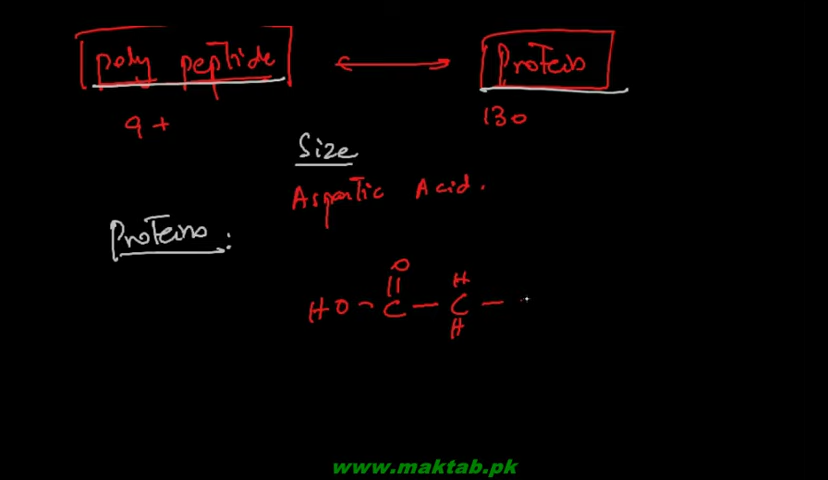 poly peptide ↔ Proteins
9+ 130
Size
Aspartic Acid.
Proteins:
O
H
HO - C - C -
H
www.maktab.pk